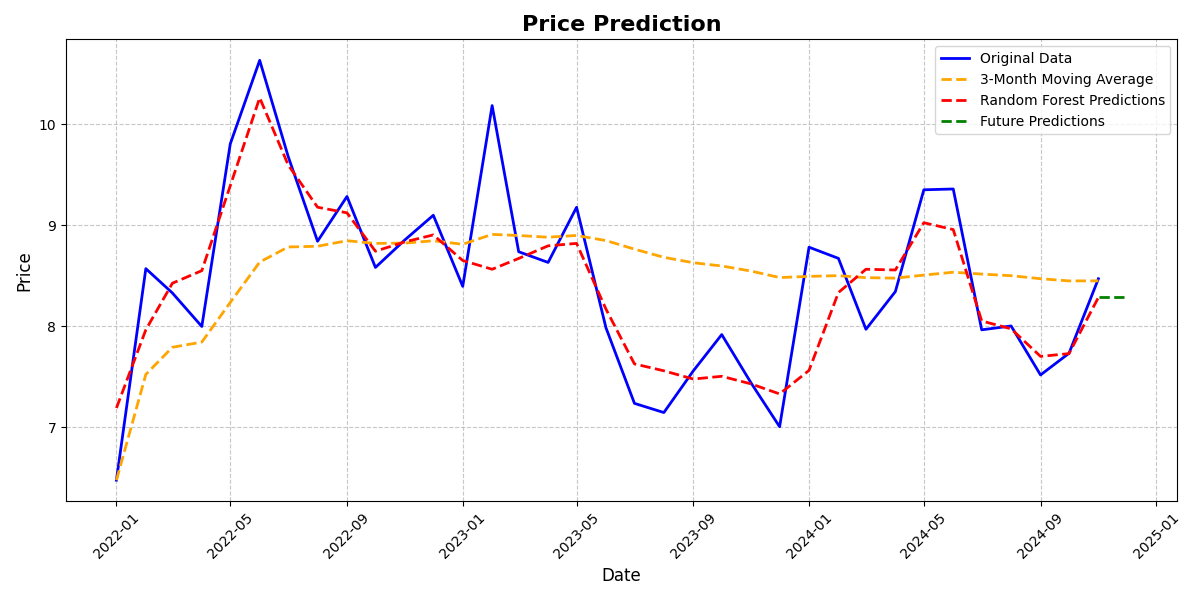 Price Prediction
Original Data
3-Month Moving Average
Random Forest Predictions
Future Predictions
Price
10
9
8
7
2022-01
2022-05
2022-09
2023-01
2023-05
2023-09
2024-01
2024-05
2024-09
2025-01
Date